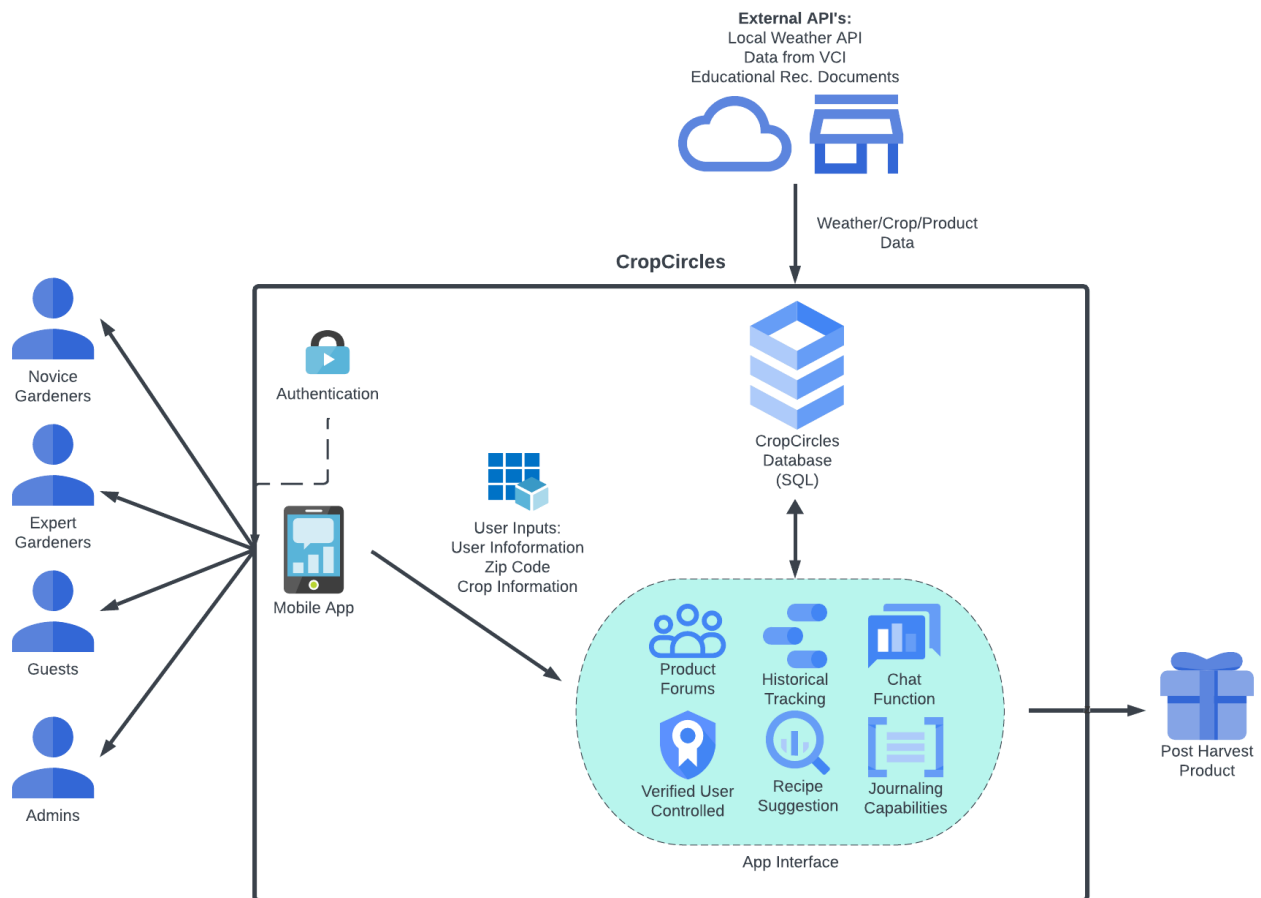 External API's:
Local Weather API
Data from VCI
Educational Rec. Documents
Weather/Crop/Product
Data
CropCircles
Novice
Gardeners
Expert
Gardeners
Guests
Admins
Authentication
Mobile App
User Inputs:
User Infoformation
Zip Code
Crop Information
CropCircles
Database
(SQL)
Product
Forums
Historical
Tracking
Chat
Function
Verified User
Controlled
Recipe
Suggestion
Journaling
Capabilities
App Interface
Post Harvest
Product